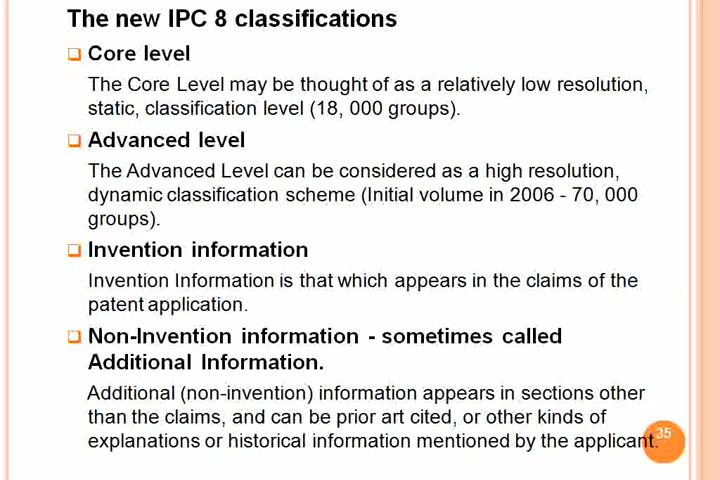 The new IPC 8 classifications
Core level
The Core Level may be thought of as a relatively low resolution,
static, classification level (18, 000 groups).
Advanced level
The Advanced Level can be considered as a high resolution,
dynamic classification scheme (Initial volume in 2006 - 70, 000
groups).
Invention information
Invention Information is that which appears in the claims of the
patent application.
Non-Invention information - sometimes called
Additional Information.
Additional (non-invention) information appears in sections other
than the claims, and can be prior art cited, or other kinds of
explanations or historical information mentioned by the applicant.
35